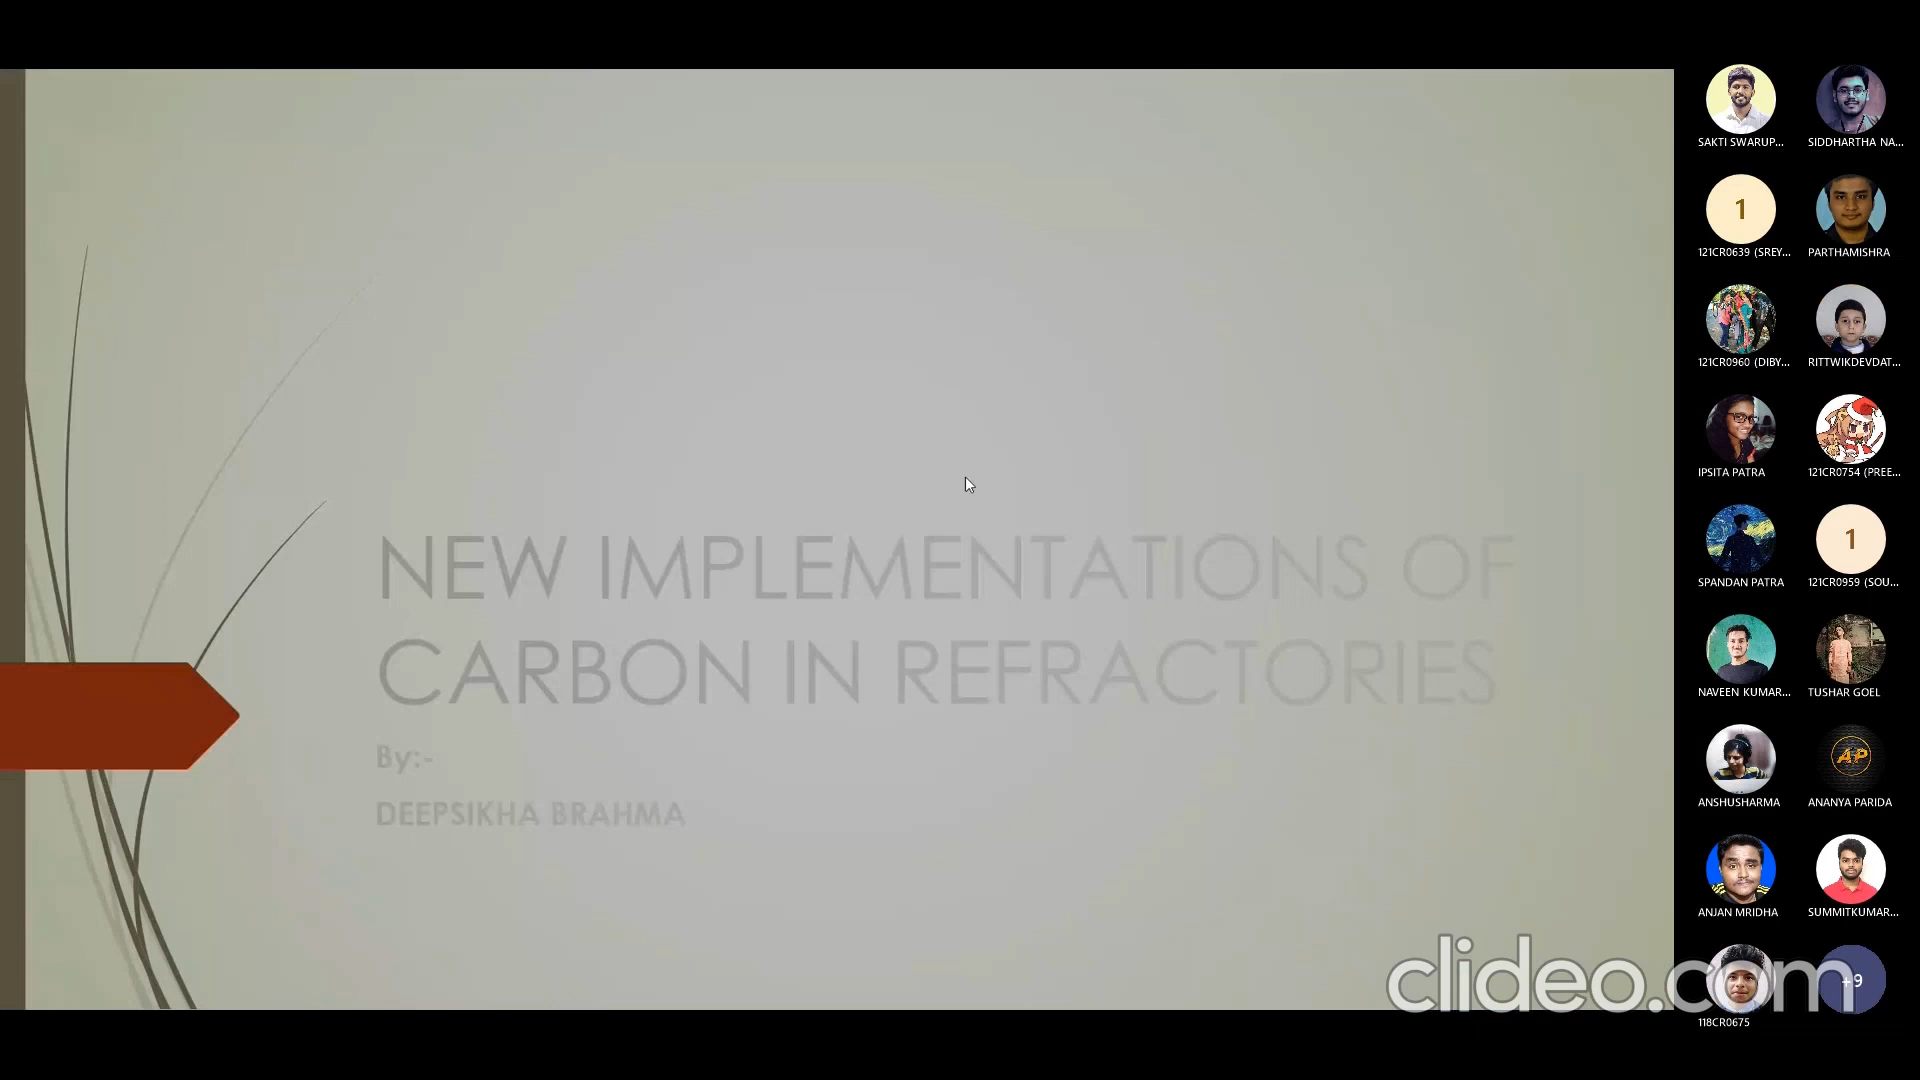 NEW IMPLEMENTATIONS OF
CARBON IN REFRACTORIES
By:-
DEEPSIKHA BRAHMA
SAKTI SWARUP...
SIDDHARTHA NA...
1
121CR0639 (SREY...
PARTHAMISHRA
121CR0960 (DIBY...
RITTWIKDEVDAT...
IPSITA PATRA
121CR0754 (PREE...
SPANDAN PATRA
1
121CR0959 (SOU...
NAVEEN KUMAR...
TUSHAR GOEL
ANSHUSHARMA
AP
ANANYA PARIDA
ANJAN MRIDHA
SUMMITKUMAR...
118CR0675
+9
clideo.com